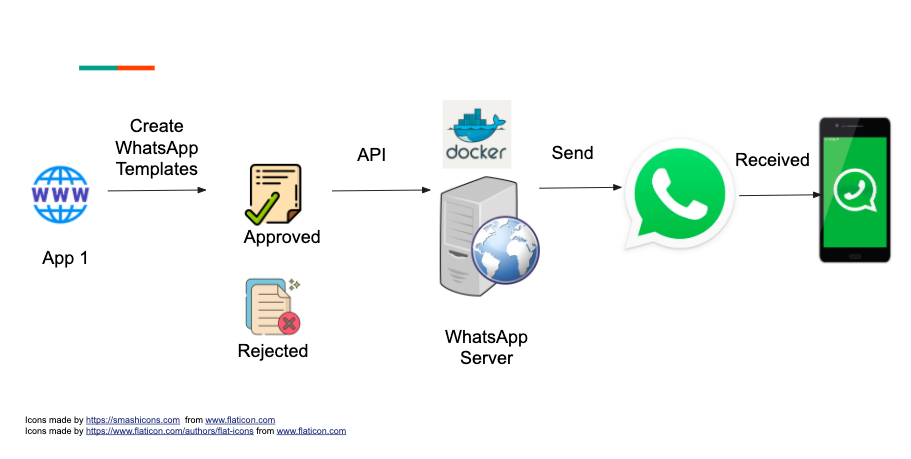 Create
WhatsApp
Templates
WWW
App 1
Approved
Rejected
API
docker
WhatsApp
Server
Send
Received
Icons made by https://smashicons.com from www.flaticon.com
Icons made by https://www.flaticon.com/authors/flat-icons from www.flaticon.com